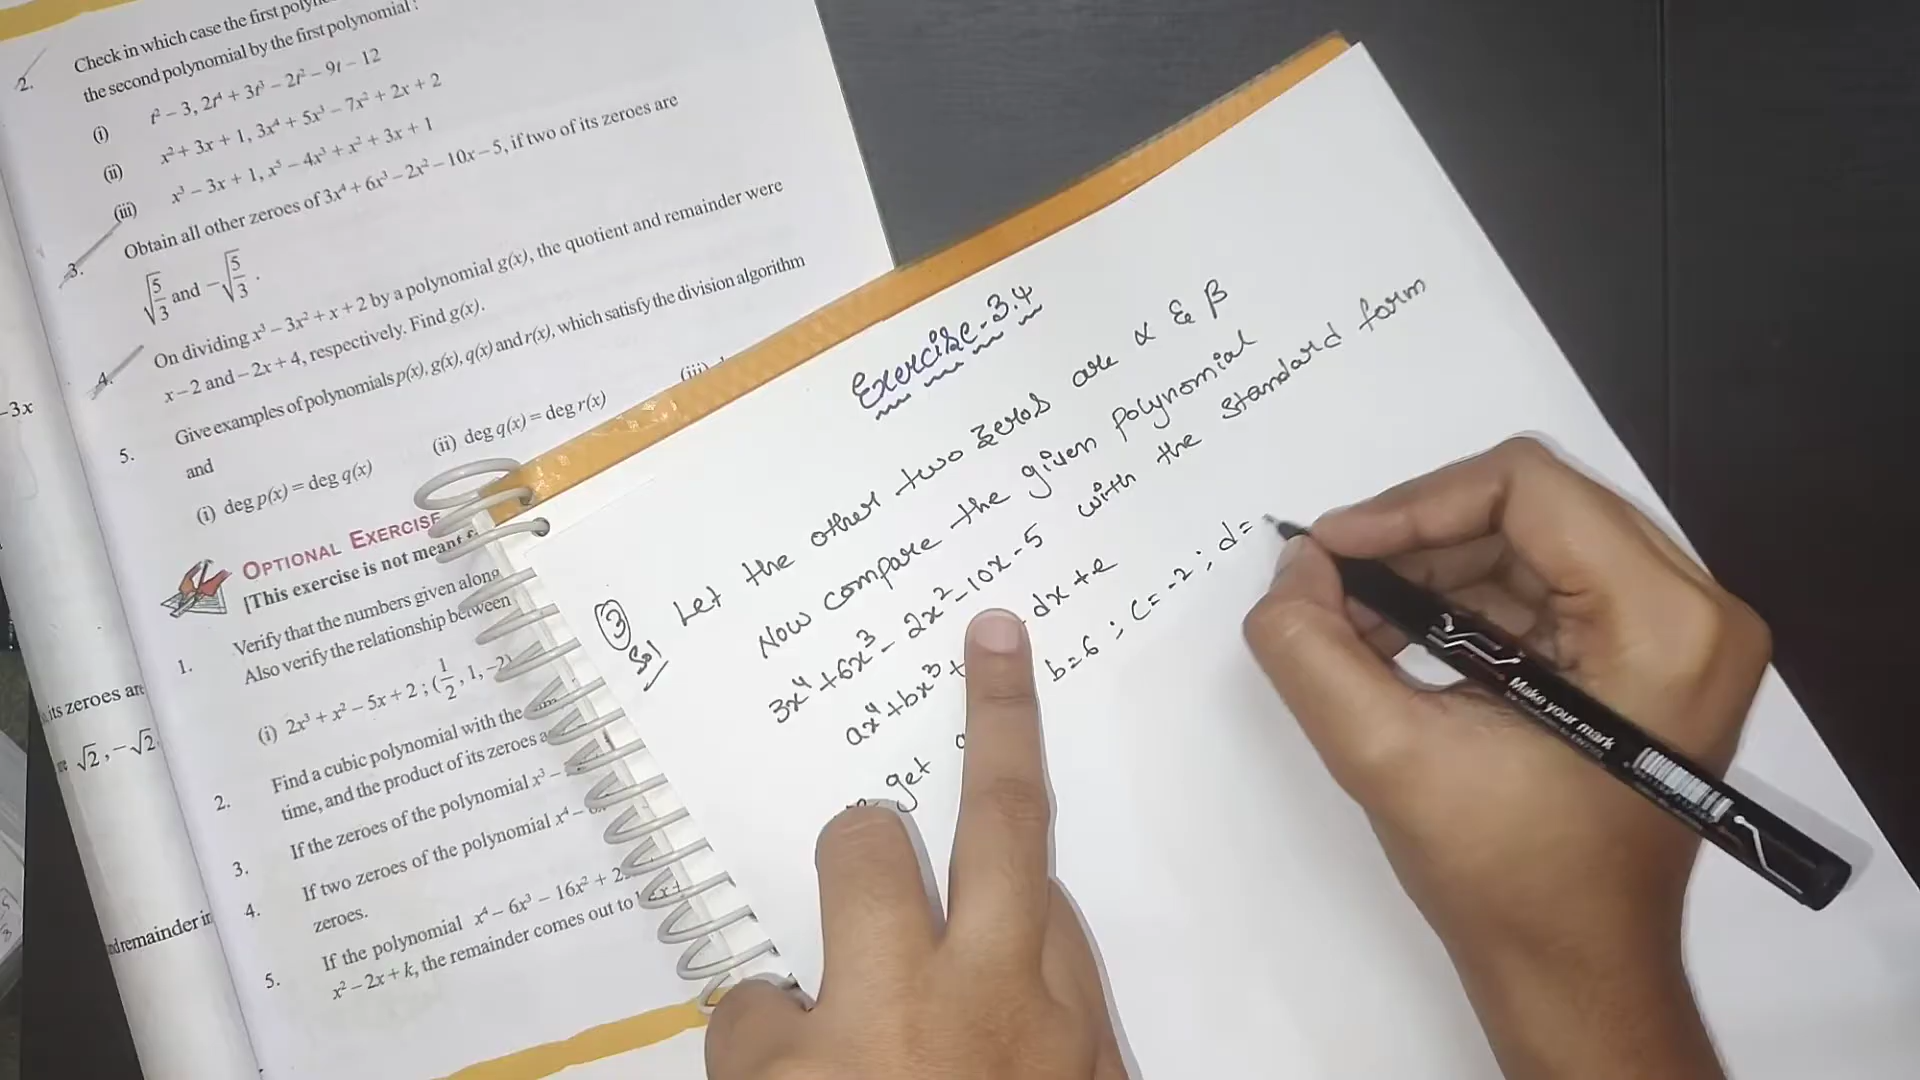 2. Check in which case the first
the second polynomial by the first polynomial :
(i) t² – 3, 2t⁴ + 3t³ – 2t² – 9t – 12
(ii) x² + 3x + 1, 3x⁴ + 5x³ – 7x² + 2x + 2
(iii) x³ – 3x + 1, x⁵ – 4x³ + x² + 3x + 1
3. Obtain all other zeroes of 3x⁴ + 6x³ – 2x² – 10x – 5, if two of its zeroes are
√(5/3) and –√(5/3) .
4. On dividing x³ – 3x² + x + 2 by a polynomial g(x), the quotient and remainder were
x – 2 and – 2x + 4, respectively. Find g(x).
5. Give examples of polynomials p(x), g(x), q(x) and r(x), which satisfy the division algorithm
and
(i) deg p(x) = deg q(x) (ii) deg q(x) = deg r(x) (iii)
OPTIONAL EXERCISE
[This exercise is not meant
1. Verify that the numbers given along
Also verify the relationship between
(i) 2x³ + x² – 5x + 2 ; (1/2, 1, –2)
2. Find a cubic polynomial with the
time, and the product of its zeroes
3. If the zeroes of the polynomial x³ –
4. If two zeroes of the polynomial x⁴ –
zeroes.
5. If the polynomial x⁴ – 6x³ – 16x² + 2
x² – 2x + k, the remainder comes out to
–3x
its zeroes are
√2 , –√2
remainder in
Exercise-3.4
③ Let the other two zeros are α & β
Sol Now compare the given polynomial
3x⁴+6x³-2x²-10x-5 with the standard form
ax⁴+bx³+ dx+e
get b=6 ; c=-2 ; d=
Make your mark